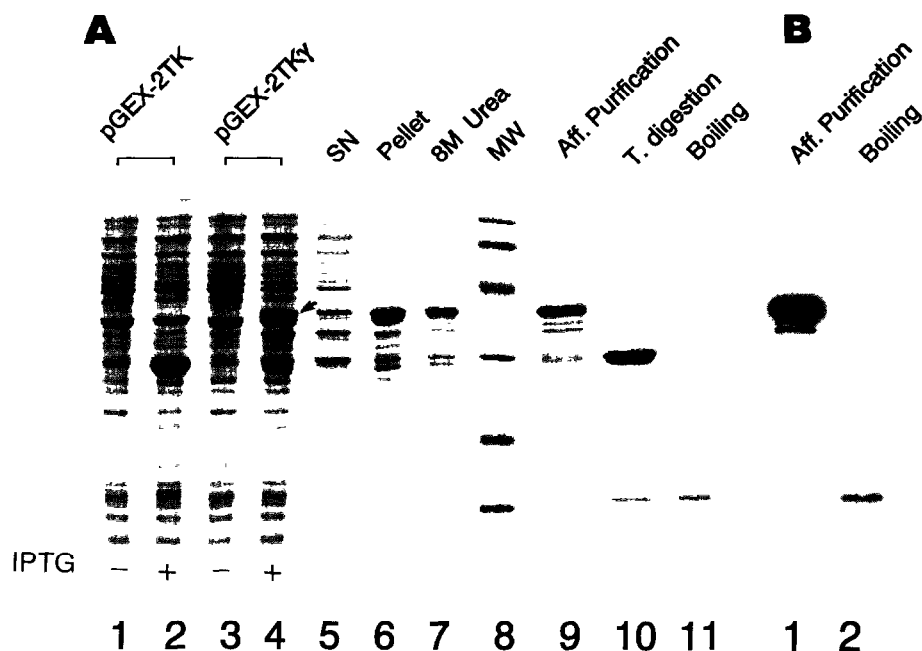 A
B
pGEX-2TK
pGEX-2TKγ
SN
Pellet
8M Urea
MW
Aff. Purification
T. digestion
Boiling
Aff. Purification
Boiling
IPTG − + − +
1 2 3 4 5 6 7 8 9 10 11 1 2